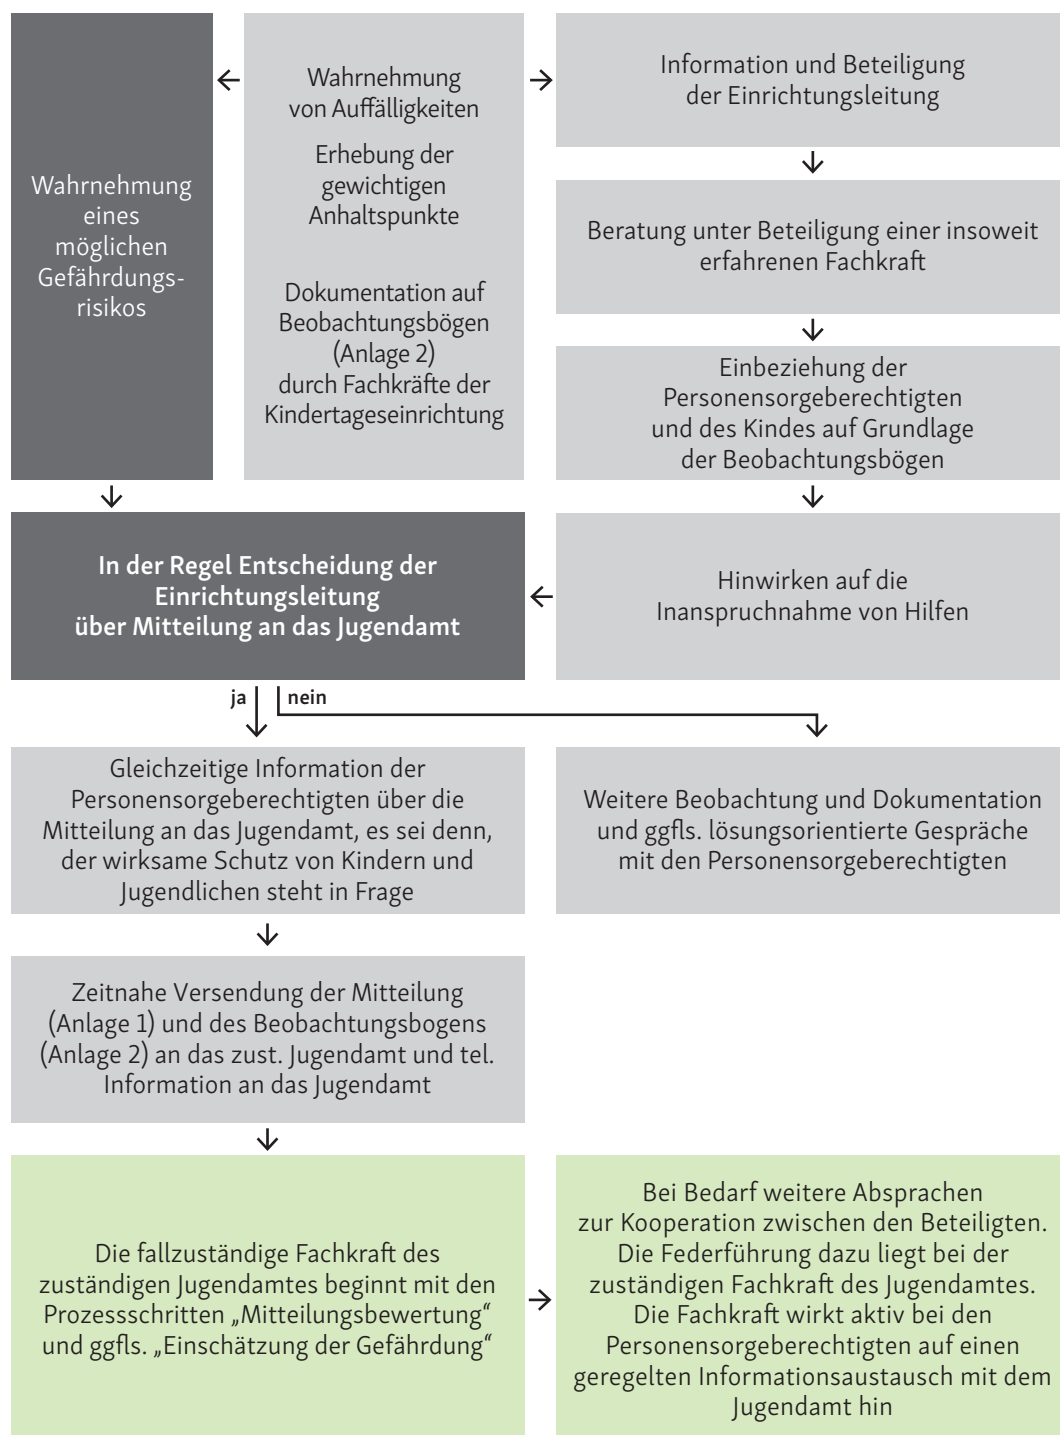 Wahrnehmung
eines
möglichen
Gefährdungs-
risikos
Wahrnehmung
von Auffälligkeiten
Erhebung der
gewichtigen
Anhaltspunkte
Dokumentation auf
Beobachtungsbögen
(Anlage 2)
durch Fachkräfte der
Kindertageseinrichtung
Information und Beteiligung
der Einrichtungsleitung
Beratung unter Beteiligung einer insoweit
erfahrenen Fachkraft
Einbeziehung der
Personensorgeberechtigten
und des Kindes auf Grundlage
der Beobachtungsbögen
Hinwirken auf die
Inanspruchnahme von Hilfen
In der Regel Entscheidung der
Einrichtungsleitung
über Mitteilung an das Jugendamt
ja
nein
Gleichzeitige Information der
Personensorgeberechtigten über die
Mitteilung an das Jugendamt, es sei denn,
der wirksame Schutz von Kindern und
Jugendlichen steht in Frage
Weitere Beobachtung und Dokumentation
und ggfls. lösungsorientierte Gespräche
mit den Personensorgeberechtigten
Zeitnahe Versendung der Mitteilung
(Anlage 1) und des Beobachtungsbogens
(Anlage 2) an das zust. Jugendamt und tel.
Information an das Jugendamt
Die fallzuständige Fachkraft des
zuständigen Jugendamtes beginnt mit den
Prozessschritten „Mitteilungsbewertung“
und ggfls. „Einschätzung der Gefährdung“
Bei Bedarf weitere Absprachen
zur Kooperation zwischen den Beteiligten.
Die Federführung dazu liegt bei der
zuständigen Fachkraft des Jugendamtes.
Die Fachkraft wirkt aktiv bei den
Personensorgeberechtigten auf einen
geregelten Informationsaustausch mit dem
Jugendamt hin